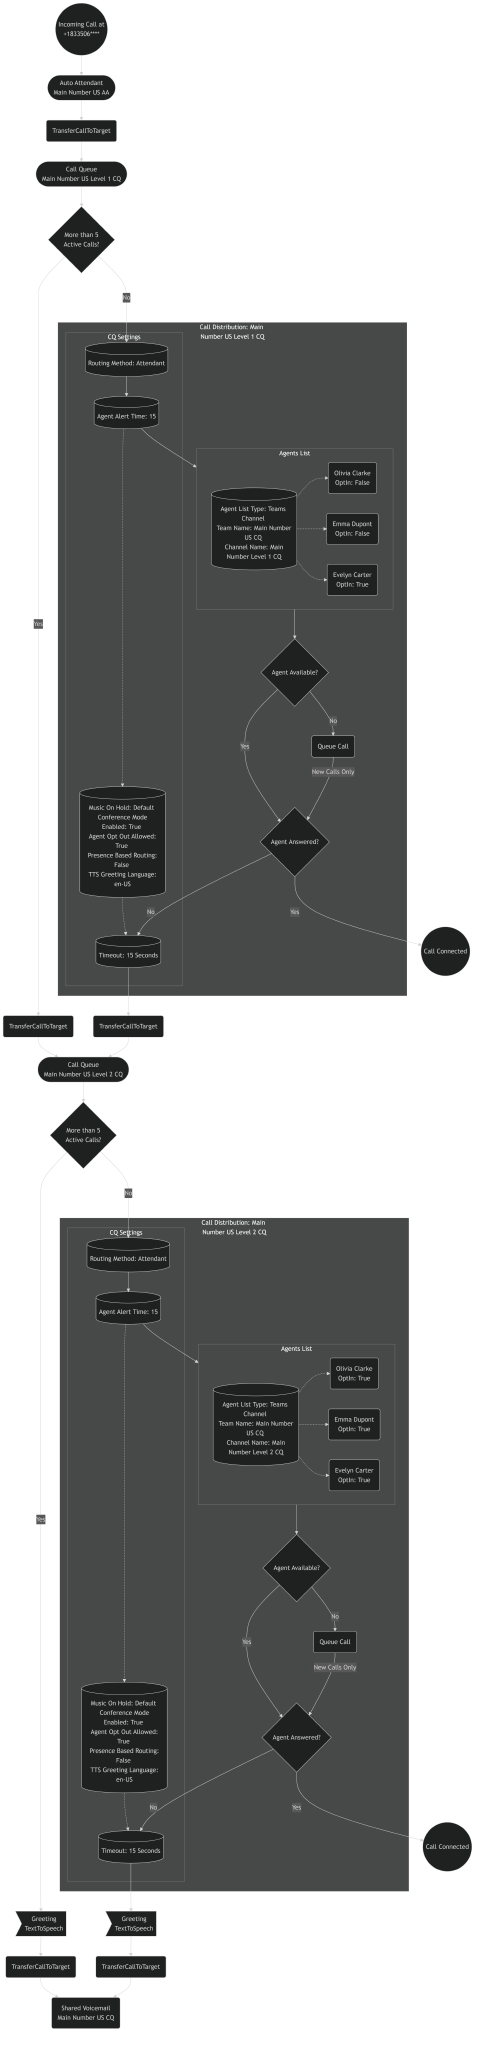 Incoming Call at
+1833506****
Auto Attendant
Main Number US AA
TransferCallToTarget
Call Queue
Main Number US Level 1 CQ
More than 5
Active Calls?
No
Call Distribution: Main
Number US Level 1 CQ
CQ Settings
Routing Method: Attendant
Agent Alert Time: 15
Agents List
Agent List Type: Teams
Channel
Team Name: Main Number
US CQ
Channel Name: Main
Number Level 1 CQ
Olivia Clarke
OptIn: False
Emma Dupont
OptIn: False
Evelyn Carter
OptIn: True
Yes
Agent Available?
No
Yes
Queue Call
New Calls Only
Music On Hold: Default
Conference Mode
Enabled: True
Agent Opt Out Allowed:
True
Presence Based Routing:
False
TTS Greeting Language:
en-US
Agent Answered?
No
Yes
Timeout: 15 Seconds
Call Connected
TransferCallToTarget
TransferCallToTarget
Call Queue
Main Number US Level 2 CQ
More than 5
Active Calls?
No
Call Distribution: Main
Number US Level 2 CQ
CQ Settings
Routing Method: Attendant
Agent Alert Time: 15
Agents List
Agent List Type: Teams
Channel
Team Name: Main Number
US CQ
Channel Name: Main
Number Level 2 CQ
Olivia Clarke
OptIn: True
Emma Dupont
OptIn: True
Evelyn Carter
OptIn: True
Yes
Agent Available?
No
Yes
Queue Call
New Calls Only
Music On Hold: Default
Conference Mode
Enabled: True
Agent Opt Out Allowed:
True
Presence Based Routing:
False
TTS Greeting Language:
en-US
Agent Answered?
No
Yes
Timeout: 15 Seconds
Call Connected
Greeting
TextToSpeech
Greeting
TextToSpeech
TransferCallToTarget
TransferCallToTarget
Shared Voicemail
Main Number US CQ